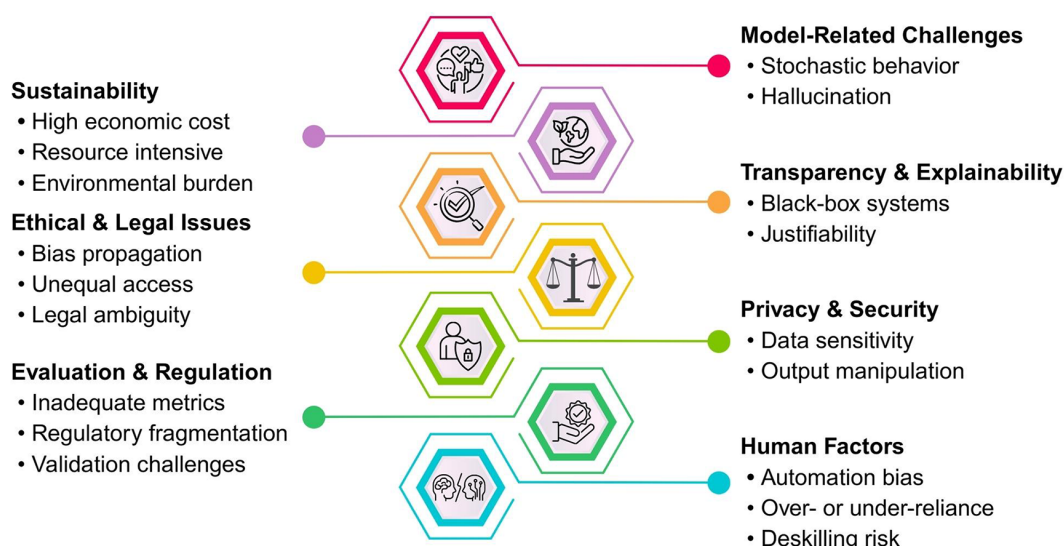 Model-Related Challenges
• Stochastic behavior
• Hallucination
Sustainability
• High economic cost
• Resource intensive
• Environmental burden
Transparency & Explainability
• Black-box systems
• Justifiability
Ethical & Legal Issues
• Bias propagation
• Unequal access
• Legal ambiguity
Privacy & Security
• Data sensitivity
• Output manipulation
Evaluation & Regulation
• Inadequate metrics
• Regulatory fragmentation
• Validation challenges
Human Factors
• Automation bias
• Over- or under-reliance
• Deskilling risk